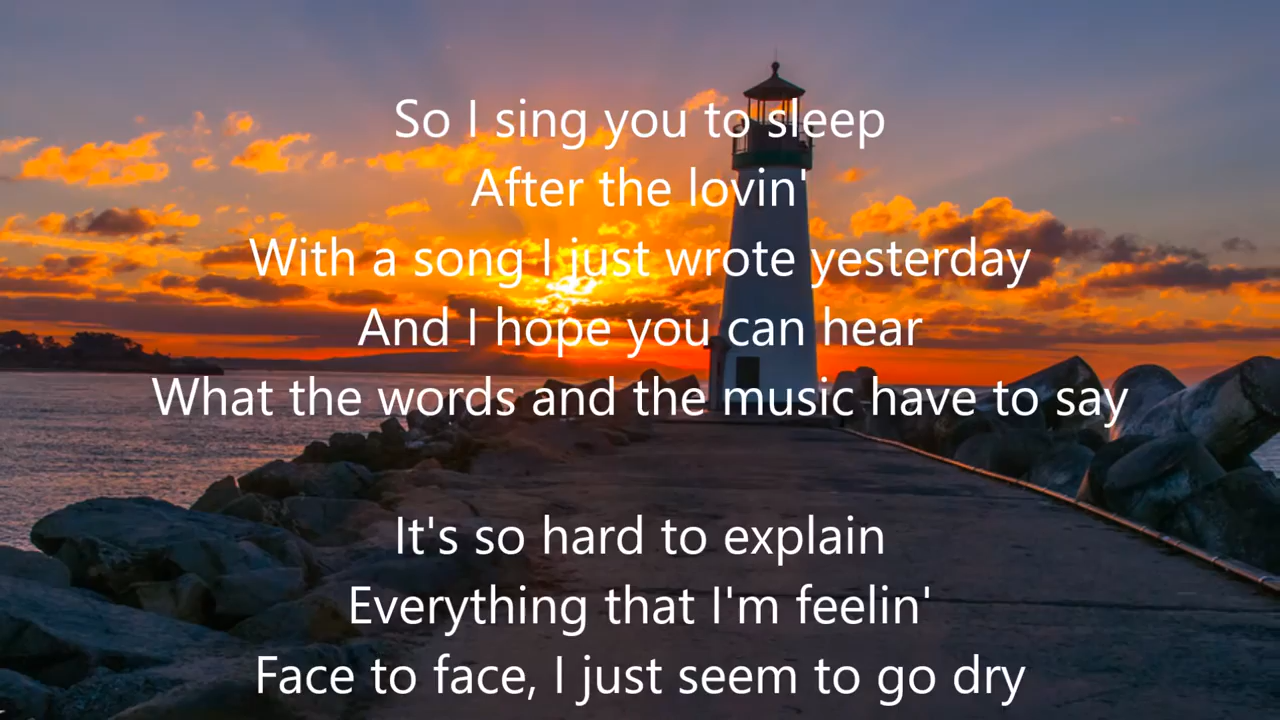 So I sing you to sleep
After the lovin'
With a song I just wrote yesterday
And I hope you can hear
What the words and the music have to say
It's so hard to explain
Everything that I'm feelin'
Face to face, I just seem to go dry